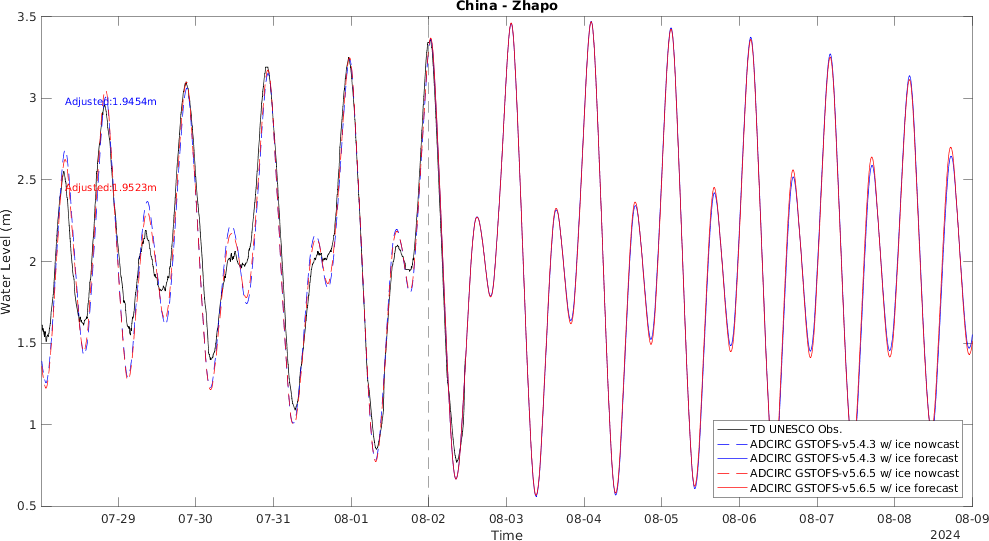 China - Zhapo
3.5
3
2.5
2
1.5
1
0.5
Water Level (m)
Adjusted:1.9454m
Adjusted:1.9523m
TD UNESCO Obs.
ADCIRC GSTOFS-v5.4.3 w/ ice nowcast
ADCIRC GSTOFS-v5.4.3 w/ ice forecast
ADCIRC GSTOFS-v5.6.5 w/ ice nowcast
ADCIRC GSTOFS-v5.6.5 w/ ice forecast
07-29 07-30 07-31 08-01 08-02 08-03 08-04 08-05 08-06 08-07 08-08 08-09
Time
2024